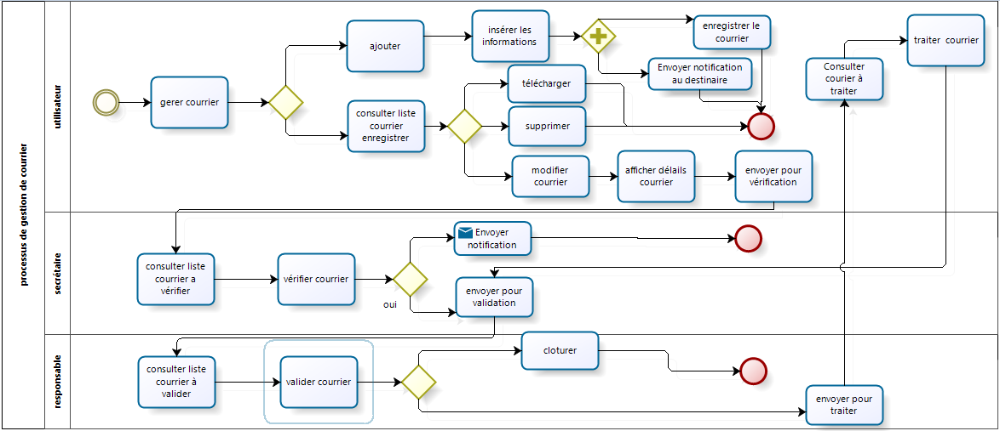 processus de gestion de courrier
utilisateur
gerer courrier
ajouter
insérer les
informations
enregistrer le
courrier
Envoyer notification
au destinaire
consulter liste
courrier
enregistrer
télécharger
supprimer
modifier
courrier
afficher délails
courrier
envoyer pour
vérification
Consulter
courier à
traiter
traiter courrier
secrétaire
consulter liste
courrier a
vérifier
vérifier courrier
oui
Envoyer
notification
envoyer pour
validation
responsable
consulter liste
courrier à
valider
valider courrier
cloturer
envoyer pour
traiter